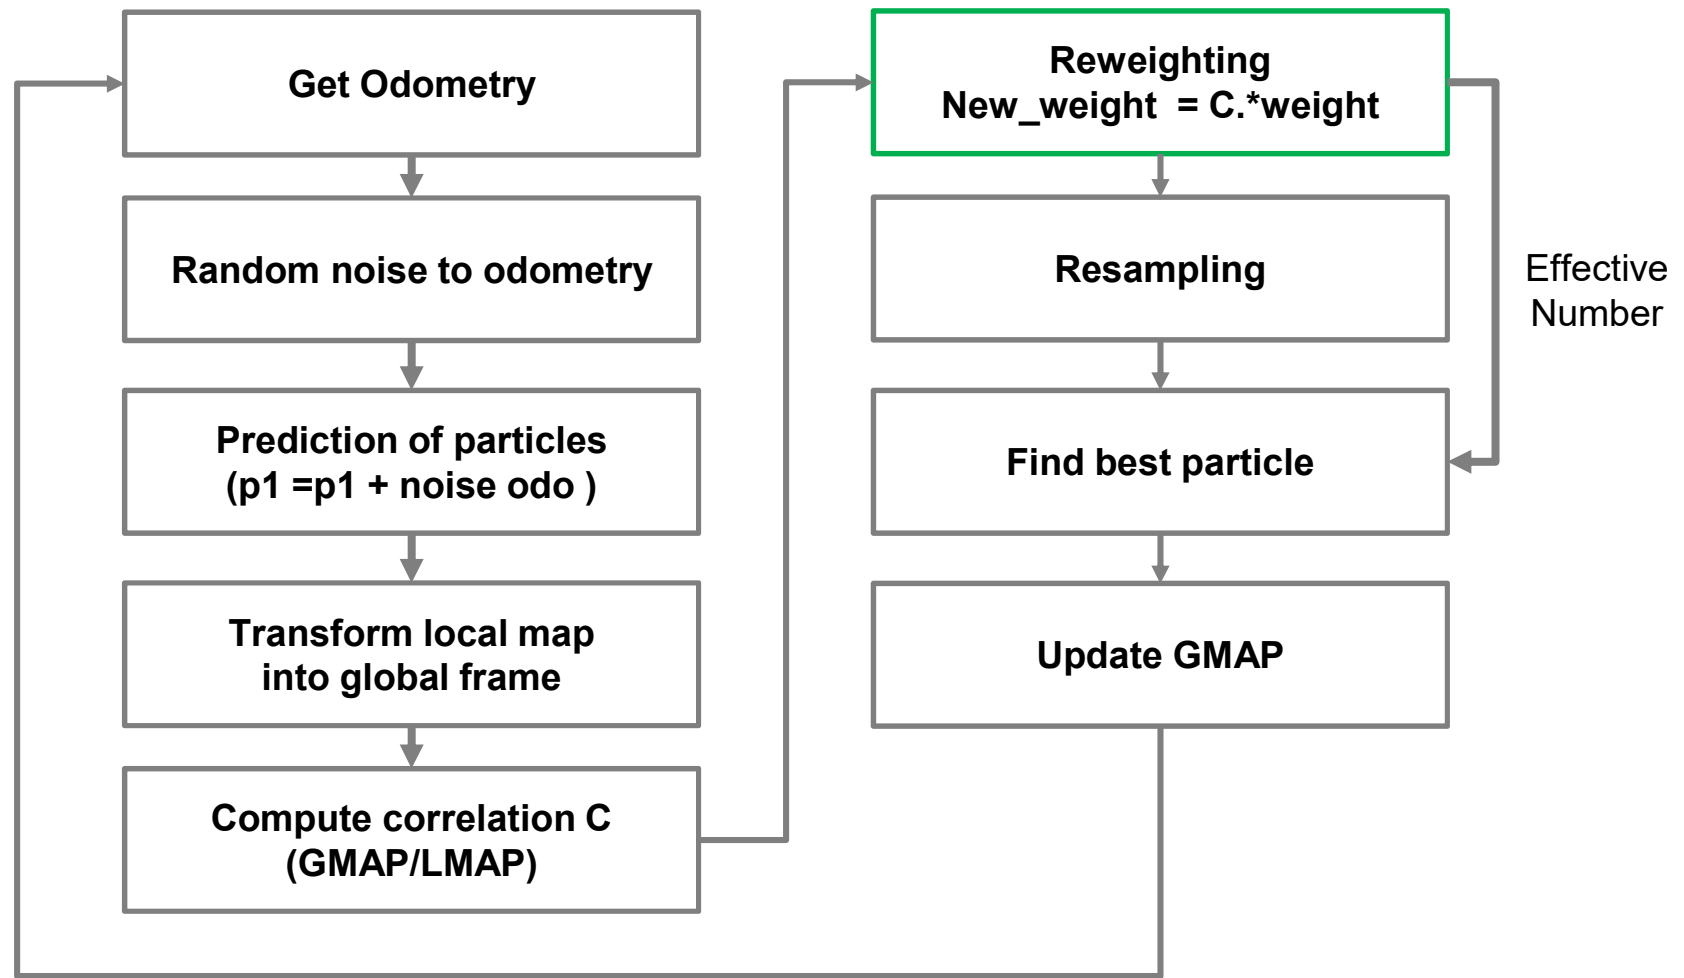 Get Odometry
Random noise to odometry
Prediction of particles
(p1 =p1 + noise odo )
Transform local map
into global frame
Compute correlation C
(GMAP/LMAP)
Reweighting
New_weight = C.*weight
Resampling
Effective
Number
Find best particle
Update GMAP